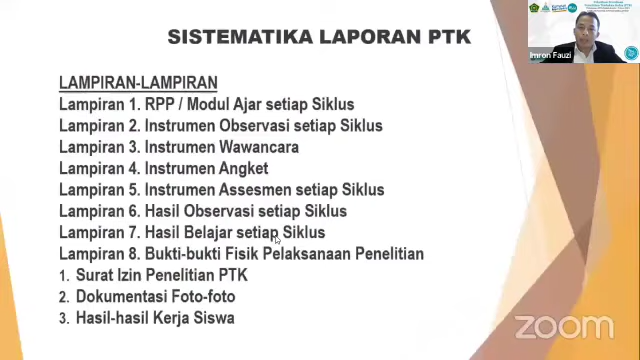 SISTEMATIKA LAPORAN PTK
Imron Fauzi
LAMPIRAN-LAMPIRAN
Lampiran 1. RPP / Modul Ajar setiap Siklus
Lampiran 2. Instrumen Observasi setiap Siklus
Lampiran 3. Instrumen Wawancara
Lampiran 4. Instrumen Angket
Lampiran 5. Instrumen Assesmen setiap Siklus
Lampiran 6. Hasil Observasi setiap Siklus
Lampiran 7. Hasil Belajar setiap Siklus
Lampiran 8. Bukti-bukti Fisik Pelaksanaan Penelitian
1. Surat Izin Penelitian PTK
2. Dokumentasi Foto-foto
3. Hasil-hasil Kerja Siswa
zoom